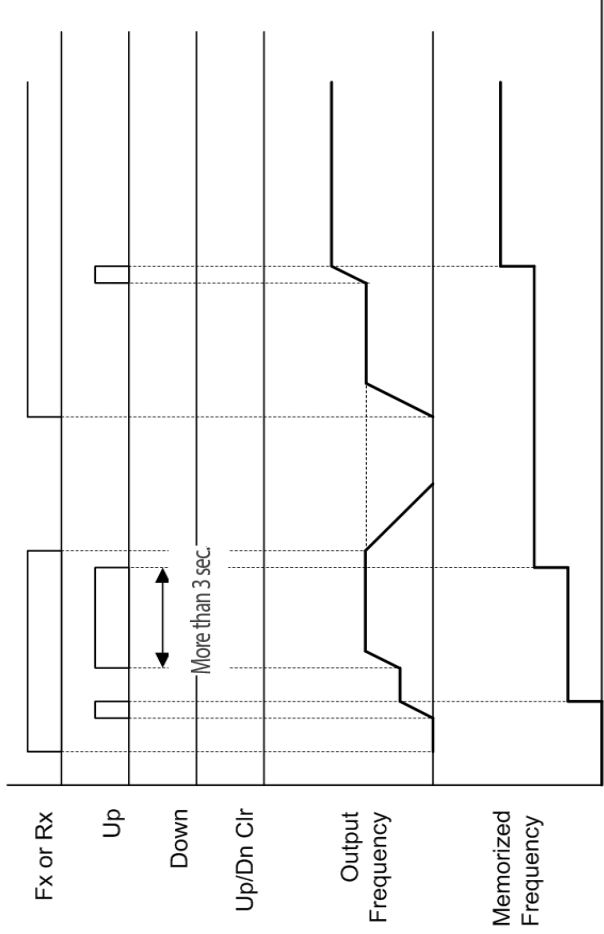 Fx or Rx
Up
Down
Up/Dn Clr
Output
Frequency
Memorized
Frequency
More than 3 sec.